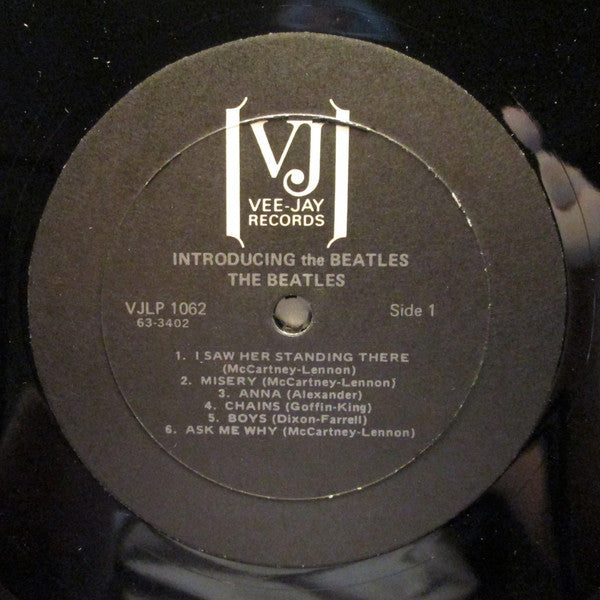 VJ
VEE-JAY
RECORDS
INTRODUCING the BEATLES
THE BEATLES
VJLP 1062
63-3402
Side 1
1. I SAW HER STANDING THERE
(McCartney-Lennon)
2. MISERY (McCartney-Lennon)
3. ANNA (Alexander)
4. CHAINS (Goffin-King)
5. BOYS (Dixon-Farrell)
6. ASK ME WHY (McCartney-Lennon)